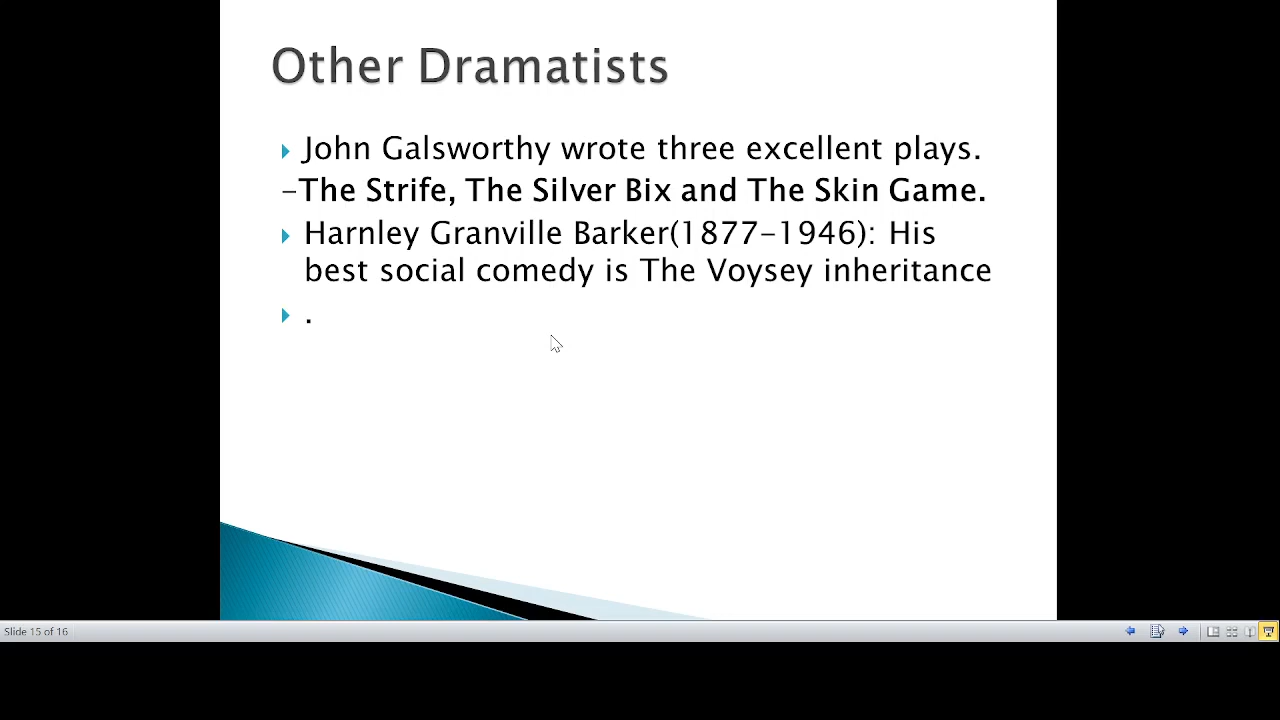 Other Dramatists
John Galsworthy wrote three excellent plays.
-The Strife, The Silver Bix and The Skin Game.
Harnley Granville Barker(1877-1946): His
best social comedy is The Voysey inheritance
.
Slide 15 of 16